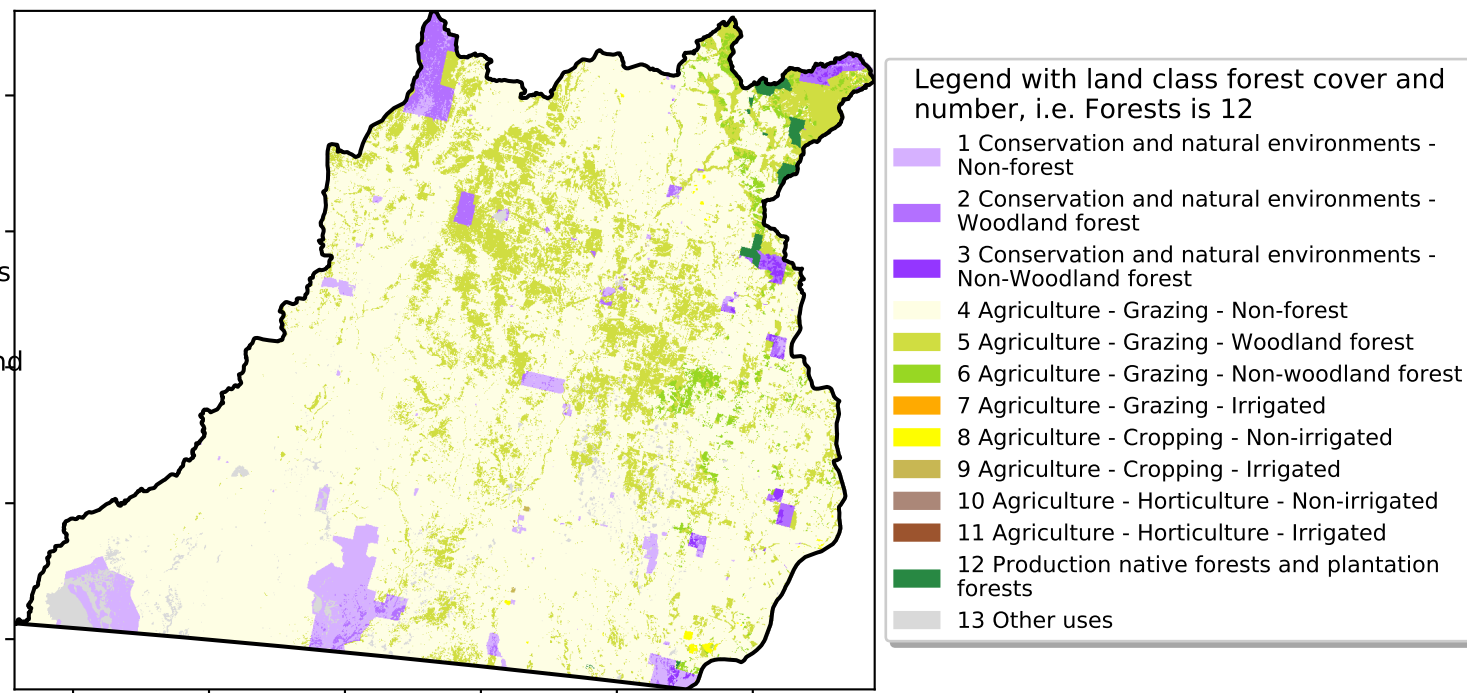 Legend with land class forest cover and
number, i.e. Forests is 12
1 Conservation and natural environments -
Non-forest
2 Conservation and natural environments -
Woodland forest
3 Conservation and natural environments -
Non-Woodland forest
4 Agriculture - Grazing - Non-forest
5 Agriculture - Grazing - Woodland forest
6 Agriculture - Grazing - Non-woodland forest
7 Agriculture - Grazing - Irrigated
8 Agriculture - Cropping - Non-irrigated
9 Agriculture - Cropping - Irrigated
10 Agriculture - Horticulture - Non-irrigated
11 Agriculture - Horticulture - Irrigated
12 Production native forests and plantation
forests
13 Other uses